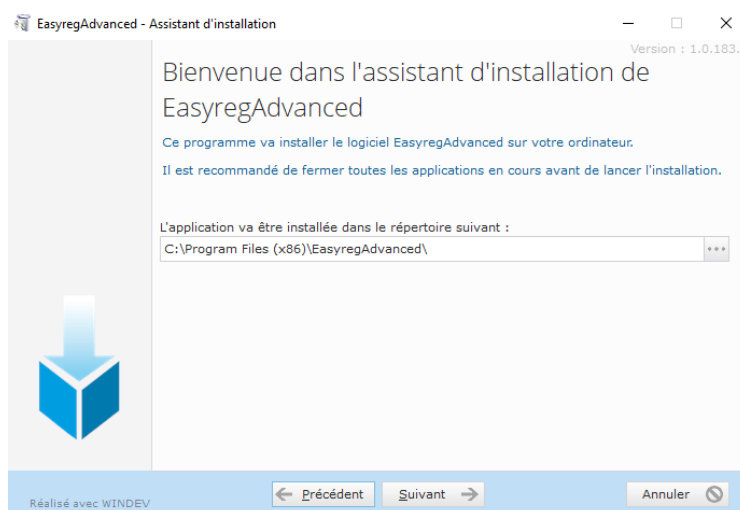 EasyregAdvanced - Assistant d'installation
Version : 1.0.183.
Bienvenue dans l'assistant d'installation de
EasyregAdvanced
Ce programme va installer le logiciel EasyregAdvanced sur votre ordinateur.
Il est recommandé de fermer toutes les applications en cours avant de lancer l'installation.
L'application va être installée dans le répertoire suivant :
C:\Program Files (x86)\EasyregAdvanced\
Réalisé avec WINDEV
Précédent
Suivant
Annuler